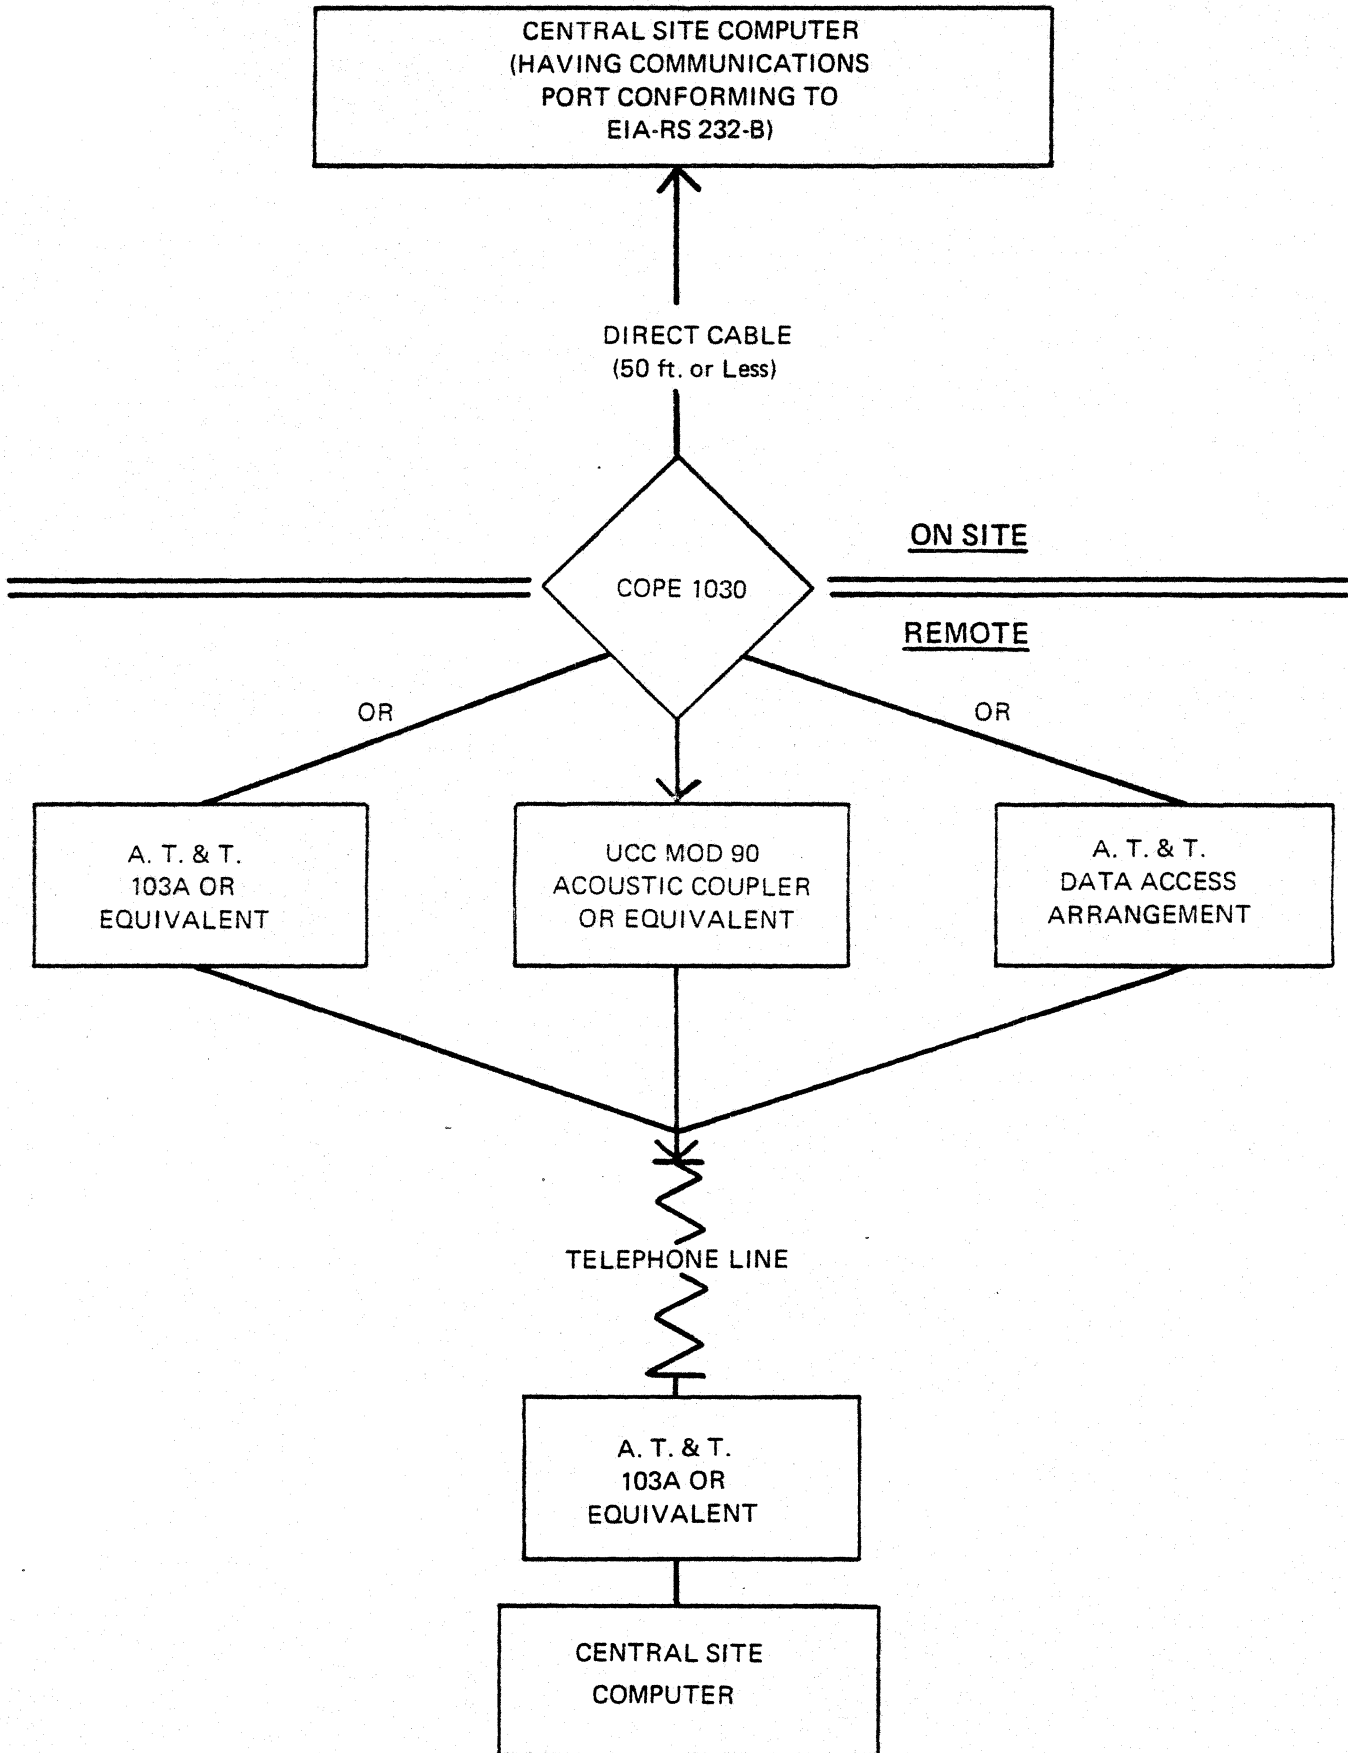 CENTRAL SITE COMPUTER
(HAVING COMMUNICATIONS
PORT CONFORMING TO
EIA-RS 232-B)
DIRECT CABLE
(50 ft. or Less)
ON SITE
COPE 1030
REMOTE
OR
OR
A. T. & T.
103A OR
EQUIVALENT
UCC MOD 90
ACOUSTIC COUPLER
OR EQUIVALENT
A. T. & T.
DATA ACCESS
ARRANGEMENT
TELEPHONE LINE
A. T. & T.
103A OR
EQUIVALENT
CENTRAL SITE
COMPUTER